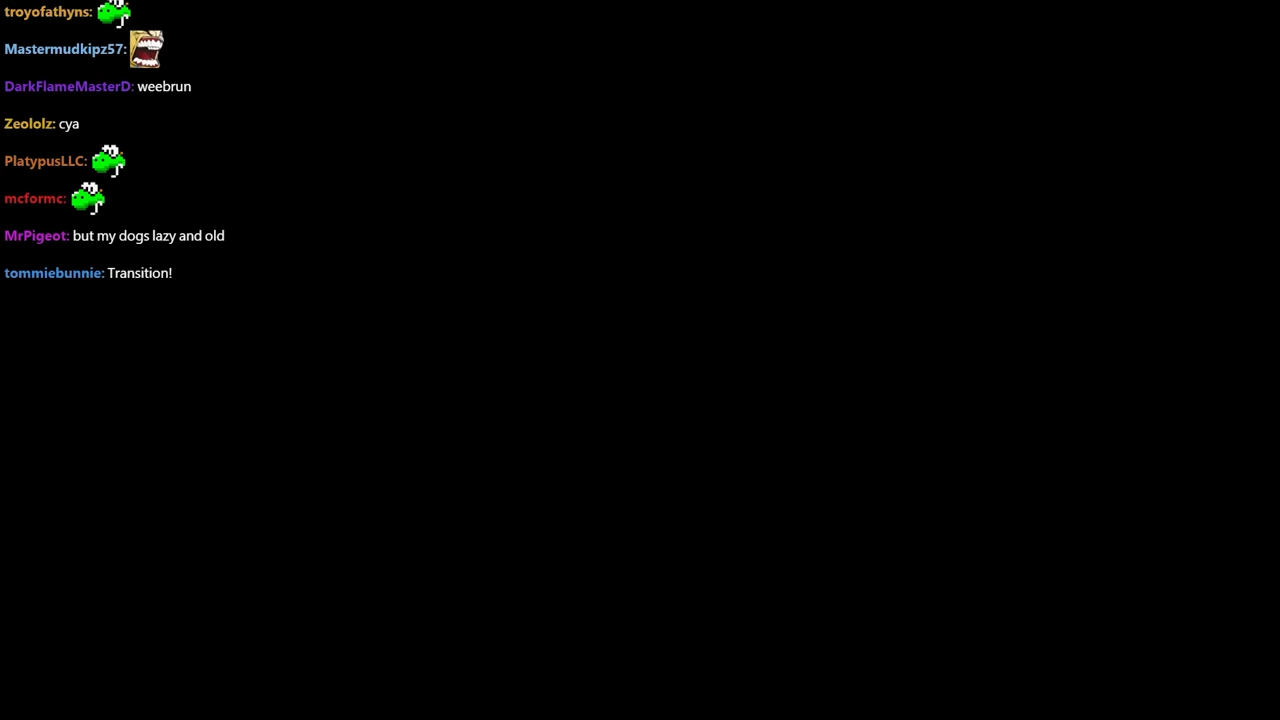 troyofathyns:
Mastermudkipz57:
DarkFlameMasterD: weebrun
Zeololz: cya
PlatypusLLC:
mcformc:
MrPigeot: but my dogs lazy and old
tommiebunnie: Transition!